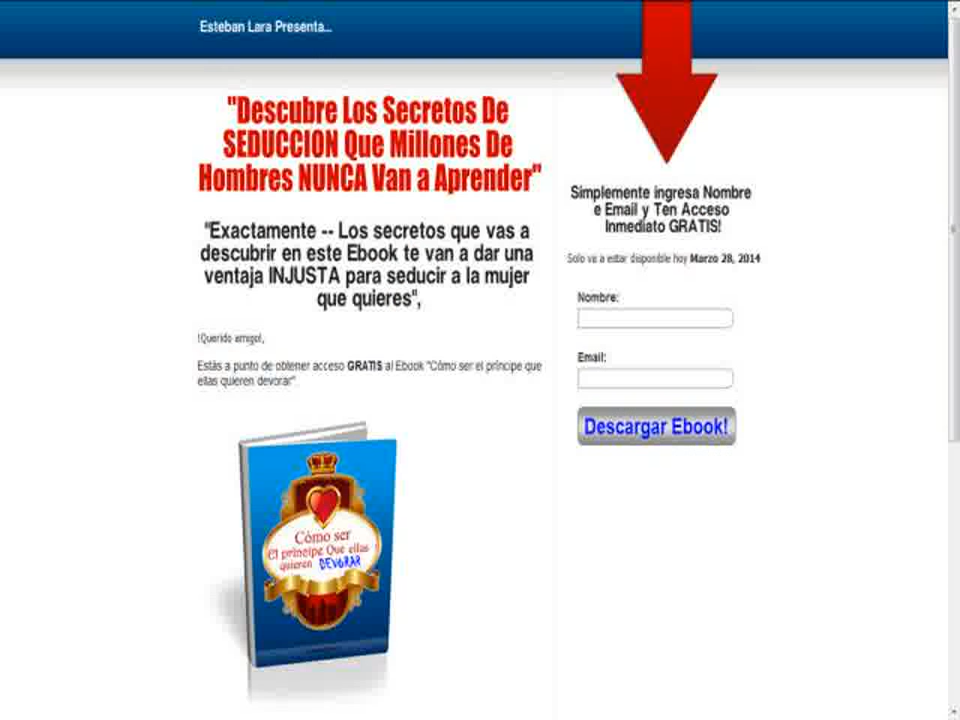 Esteban Lara Presenta...
"Descubre Los Secretos De
SEDUCCION Que Millones De
Hombres NUNCA Van a Aprender"
"Exactamente -- Los secretos que vas a
descubrir en este Ebook te van a dar una
ventaja INJUSTA para seducir a la mujer
que quieres",
!Querido amigo!,
Estás a punto de obtener acceso GRATIS al Ebook "Cómo ser el príncipe que
ellas quieren devorar".
Cómo ser
El príncipe Que ellas
quieren DEVORAR
Simplemente ingresa Nombre
e Email y Ten Acceso
Inmediato GRATIS!
Solo va a estar disponible hoy Marzo 28, 2014
Nombre:
Email:
Descargar Ebook!